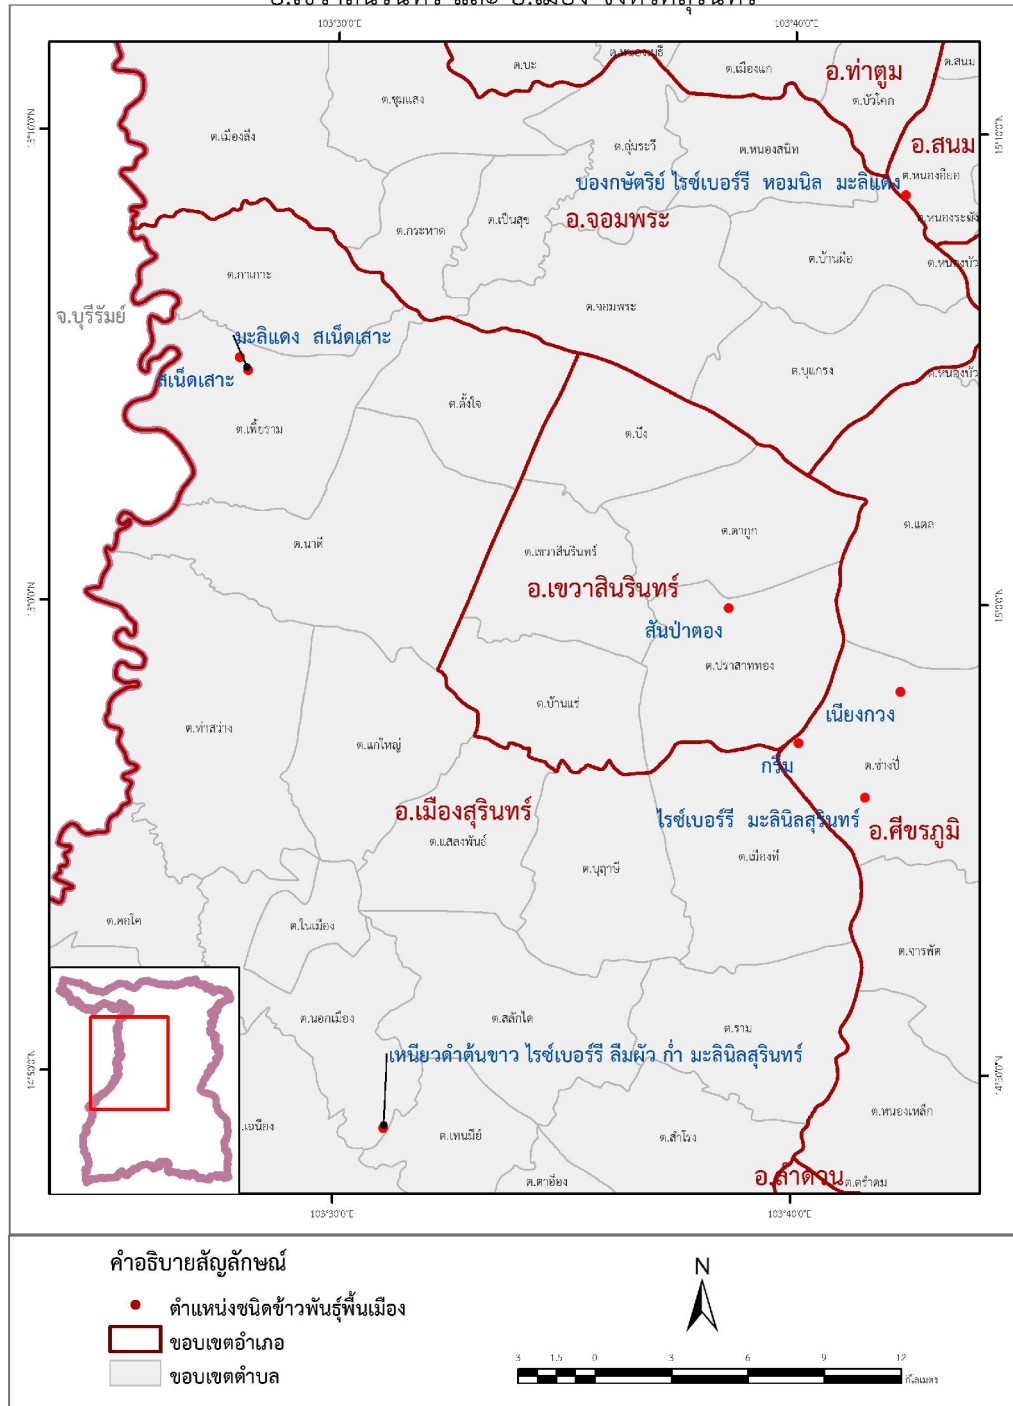 103°30'0"E 103°40'0"E
ต.บะ
ต.เมืองแก
อ.ท่าตูม
ต.สนม
ต.ชุมแสง
ต.บัวโคก
15°10'0"N
ต.เมืองลีง
ต.ลุ่มระวี
ต.หนองสนิท
อ.สนม
ต.หนองอียอ
บองกษัตริย์ ไรซ์เบอร์รี หอมนิล มะลิแดง
ต.เป็นสุข
อ.จอมพระ
ต.หนองระฆัง
ต.กระหาด
ต.บ้านผือ
ต.หนองบัว
ต.กาเกาะ
จ.บุรีรัมย์
ต.จอมพระ
มะลิแดง สเน็ดเสาะ
สเน็ดเสาะ
ต.บุแกรง
ต.หนองบัว
ต.ตั้งใจ
ต.เพี้ยราม
ต.บึง
ต.แตล
ต.ตากูก
ต.นาดี
ต.เขวาสินรินทร์
อ.เขวาสินรินทร์
15°0'0"N
สันป่าตอง
ต.ปราสาททอง
ต.บ้านแร่
เนียงกวง
ต.ท่าสว่าง
ต.แกใหญ่
กรีม
ต.ช่างปี่
อ.เมืองสุรินทร์
ไรซ์เบอร์รี มะลินิลสุรินทร์
อ.ศีขรภูมิ
ต.แสลงพันธ์
ต.เมืองที
ต.บุฤาษี
ต.คอโค
ต.ในเมือง
ต.จารพัต
ต.นอกเมือง
ต.สลักได
ต.ราม
เหนียวดำต้นขาว ไรซ์เบอร์รี ลืมผัว ก่ำ มะลินิลสุรินทร์
14°50'0"N
ต.หนองเหล็ก
.เฉนียง
ต.เทนมีย์
ต.สำโรง
อ.ลำดวน
ต.ตาอ็อง
ต.ตรำดม
103°30'0"E 103°40'0"E
คำอธิบายสัญลักษณ์
ตำแหน่งชนิดข้าวพันธุ์พื้นเมือง
ขอบเขตอำเภอ
ขอบเขตตำบล
N
3 1.5 0 3 6 9 12
กิโลเมตร